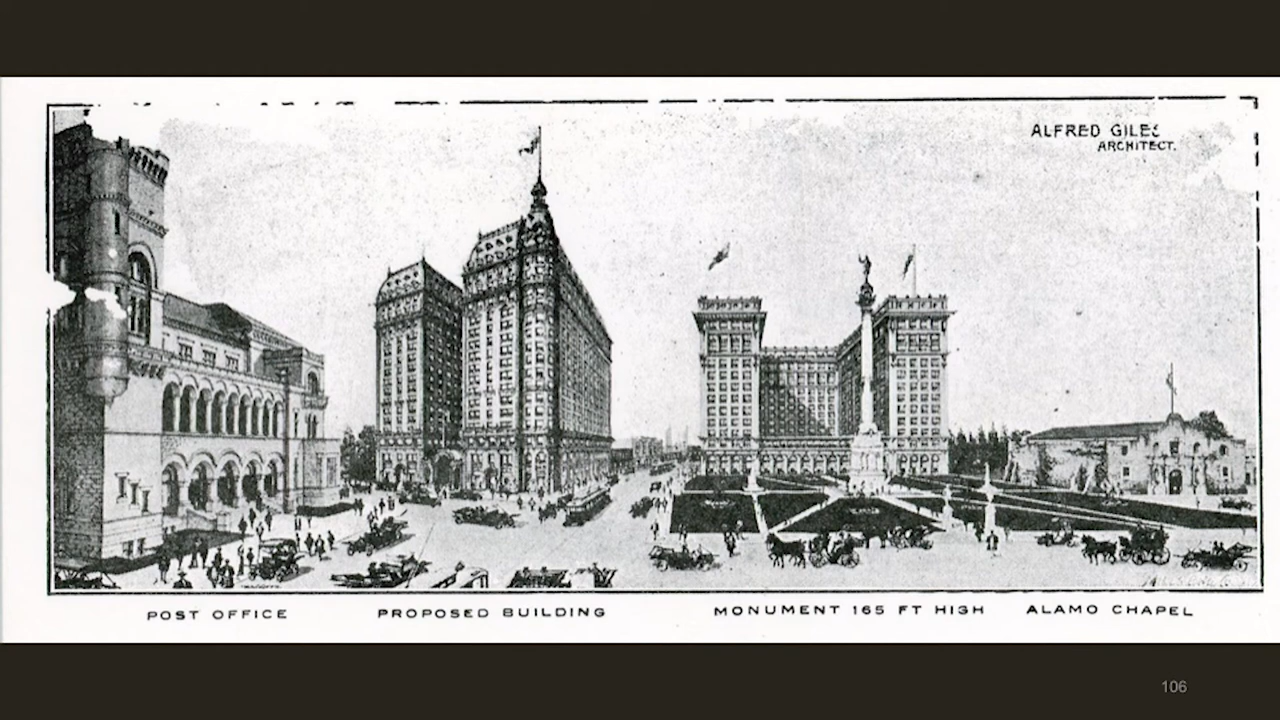 ALFRED GILES
ARCHITECT.
POST OFFICE
PROPOSED BUILDING
MONUMENT 165 FT HIGH
ALAMO CHAPEL
106